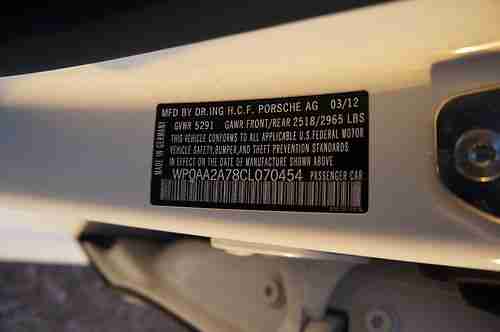 MFD BY DR.ING H.C.F. PORSCHE AG 03/12
GVWR 5291 GAWR FRONT/REAR 2518/2965 LBS
THIS VEHICLE CONFORMS TO ALL APPLICABLE U.S.FEDERAL MOTOR
VEHICLE SAFETY,BUMPER,AND THEFT PREVENTION STANDARDS
IN EFFECT ON THE DATE OF MANUFACTURE SHOWN ABOVE.
WP0AA2A78CL070454 PASSENGER CAR
MADE IN GERMANY